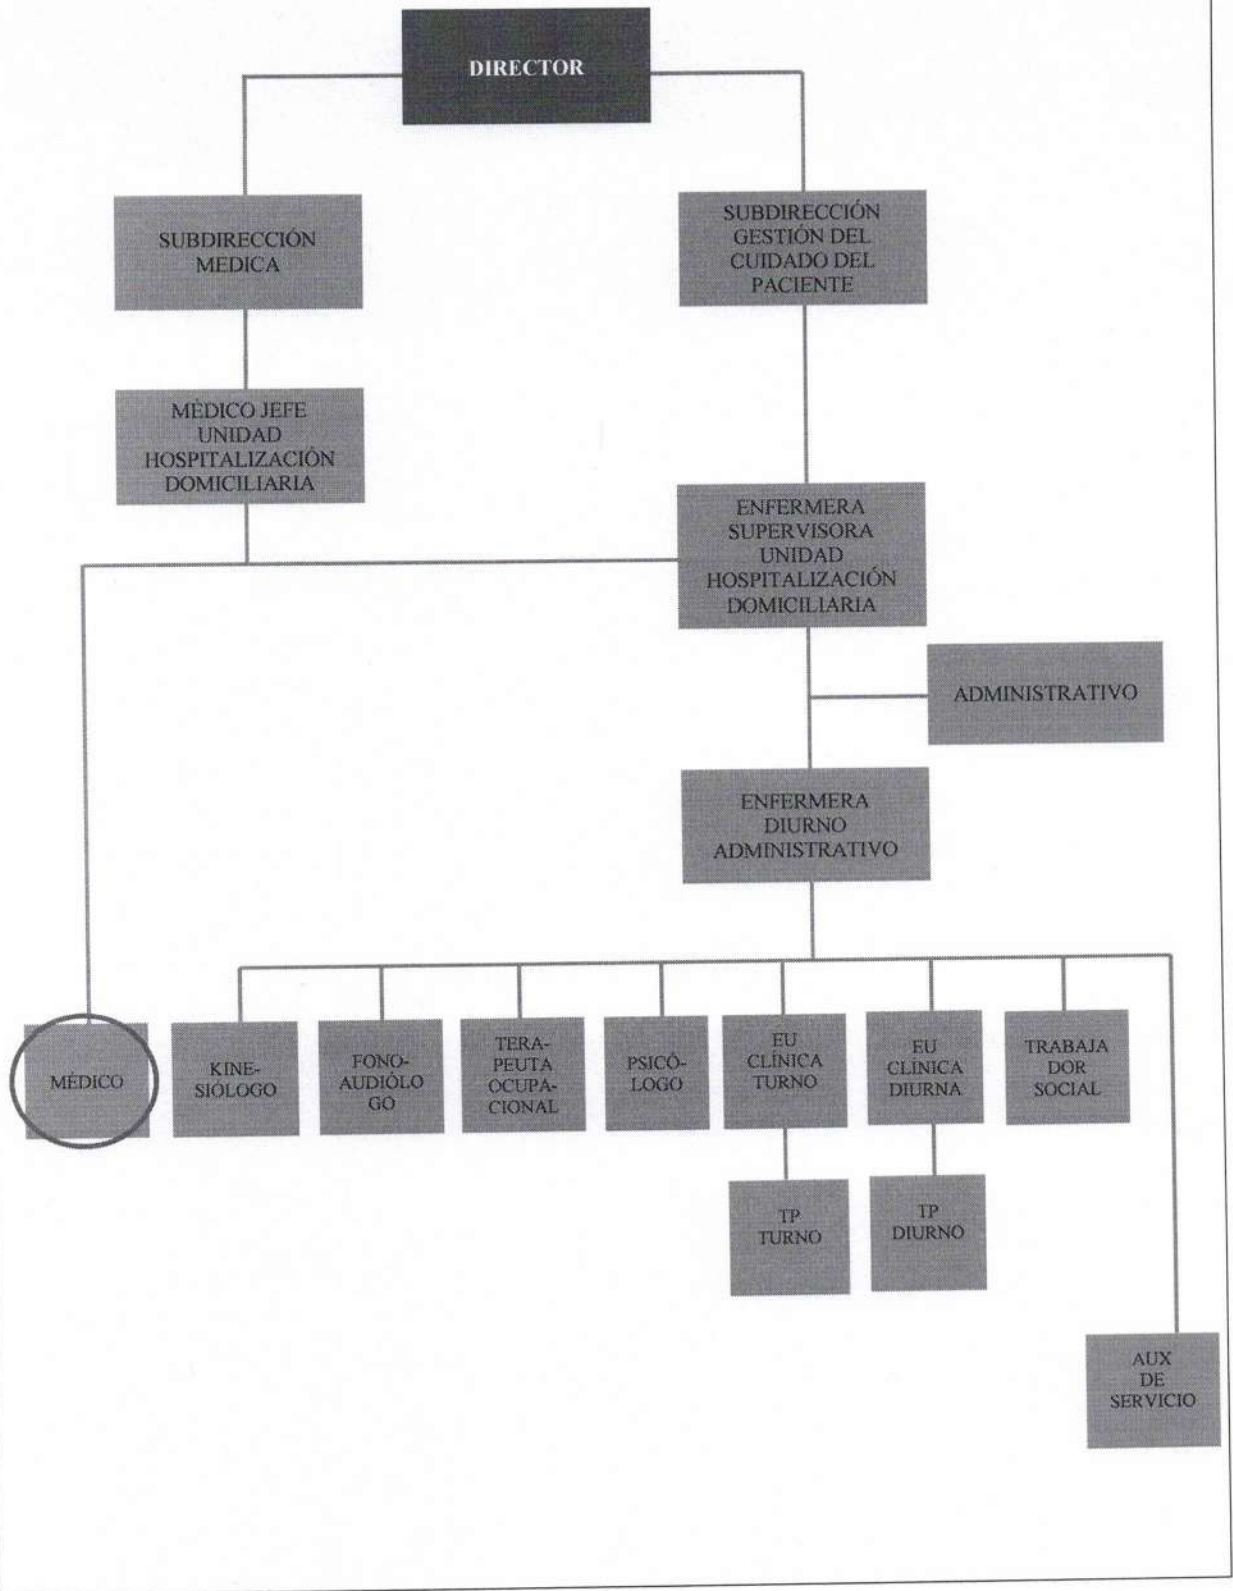 DIRECTOR
SUBDIRECCIÓN
MEDICA
SUBDIRECCIÓN
GESTIÓN DEL
CUIDADO DEL
PACIENTE
MÉDICO JEFE
UNIDAD
HOSPITALIZACIÓN
DOMICILIARIA
ENFERMERA
SUPERVISORA
UNIDAD
HOSPITALIZACIÓN
DOMICILIARIA
ADMINISTRATIVO
ENFERMERA
DIURNO
ADMINISTRATIVO
MÉDICO
KINE-
SIÓLOGO
FONO-
AUDIÓLO
GO
TERA-
PEUTA
OCUPA-
CIONAL
PSICÓ-
LOGO
EU
CLÍNICA
TURNO
EU
CLÍNICA
DIURNA
TRABAJA
DOR
SOCIAL
TP
TURNO
TP
DIURNO
AUX
DE
SERVICIO